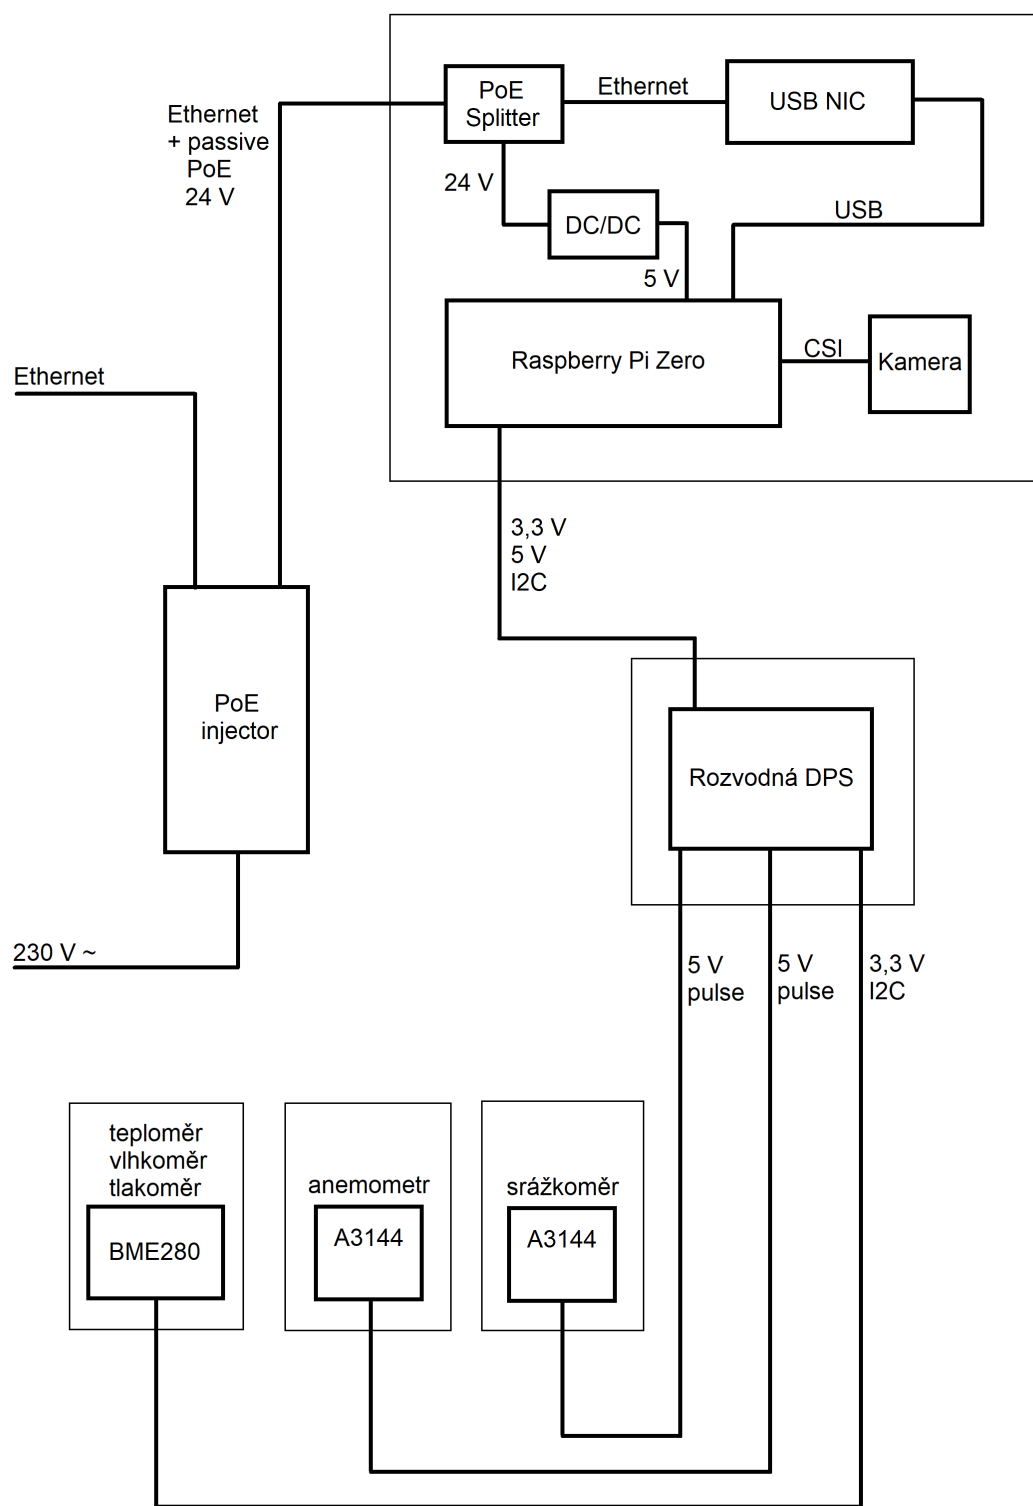 PoE
Splitter
Ethernet
USB NIC
Ethernet
+ passive
PoE
24 V
24 V
DC/DC
USB
5 V
Raspberry Pi Zero
CSI
Kamera
Ethernet
3,3 V
5 V
I2C
PoE
injector
Rozvodná DPS
230 V ~
5 V
pulse
5 V
pulse
3,3 V
I2C
teploměr
vlhkoměr
tlakoměr
BME280
anemometr
A3144
srážkoměr
A3144